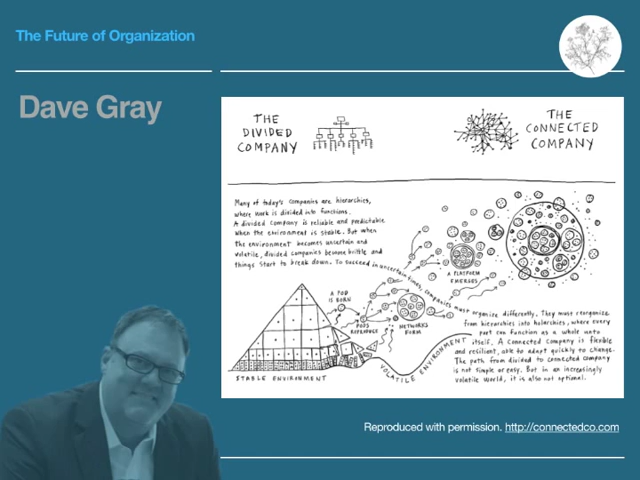 The Future of Organization
Dave Gray
THE
DIVIDED
COMPANY
THE
CONNECTED
COMPANY
Many of today's companies are hierarchies,
where work is divided into functions.
A divided company is reliable and predictable
when the environment is stable. But when
the environment becomes uncertain and
volatile, divided companies become brittle and
things start to break down. To succeed in uncertain times, companies must organize differently. They must reorganize
from hierarchies into holarchies, where every
part can function as a whole unto
itself. A connected company is flexible
and resilient, able to adapt quickly to change.
The path from divided to connected company
is not simple or easy. But in an increasingly
volatile world, it is also not optional.
A POD
IS BORN
PODS
REPRODUCE
NETWORKS
FORM
A PLATFORM
EMERGES
STABLE ENVIRONMENT
VOLATILE ENVIRONMENT
Reproduced with permission. http://connectedco.com